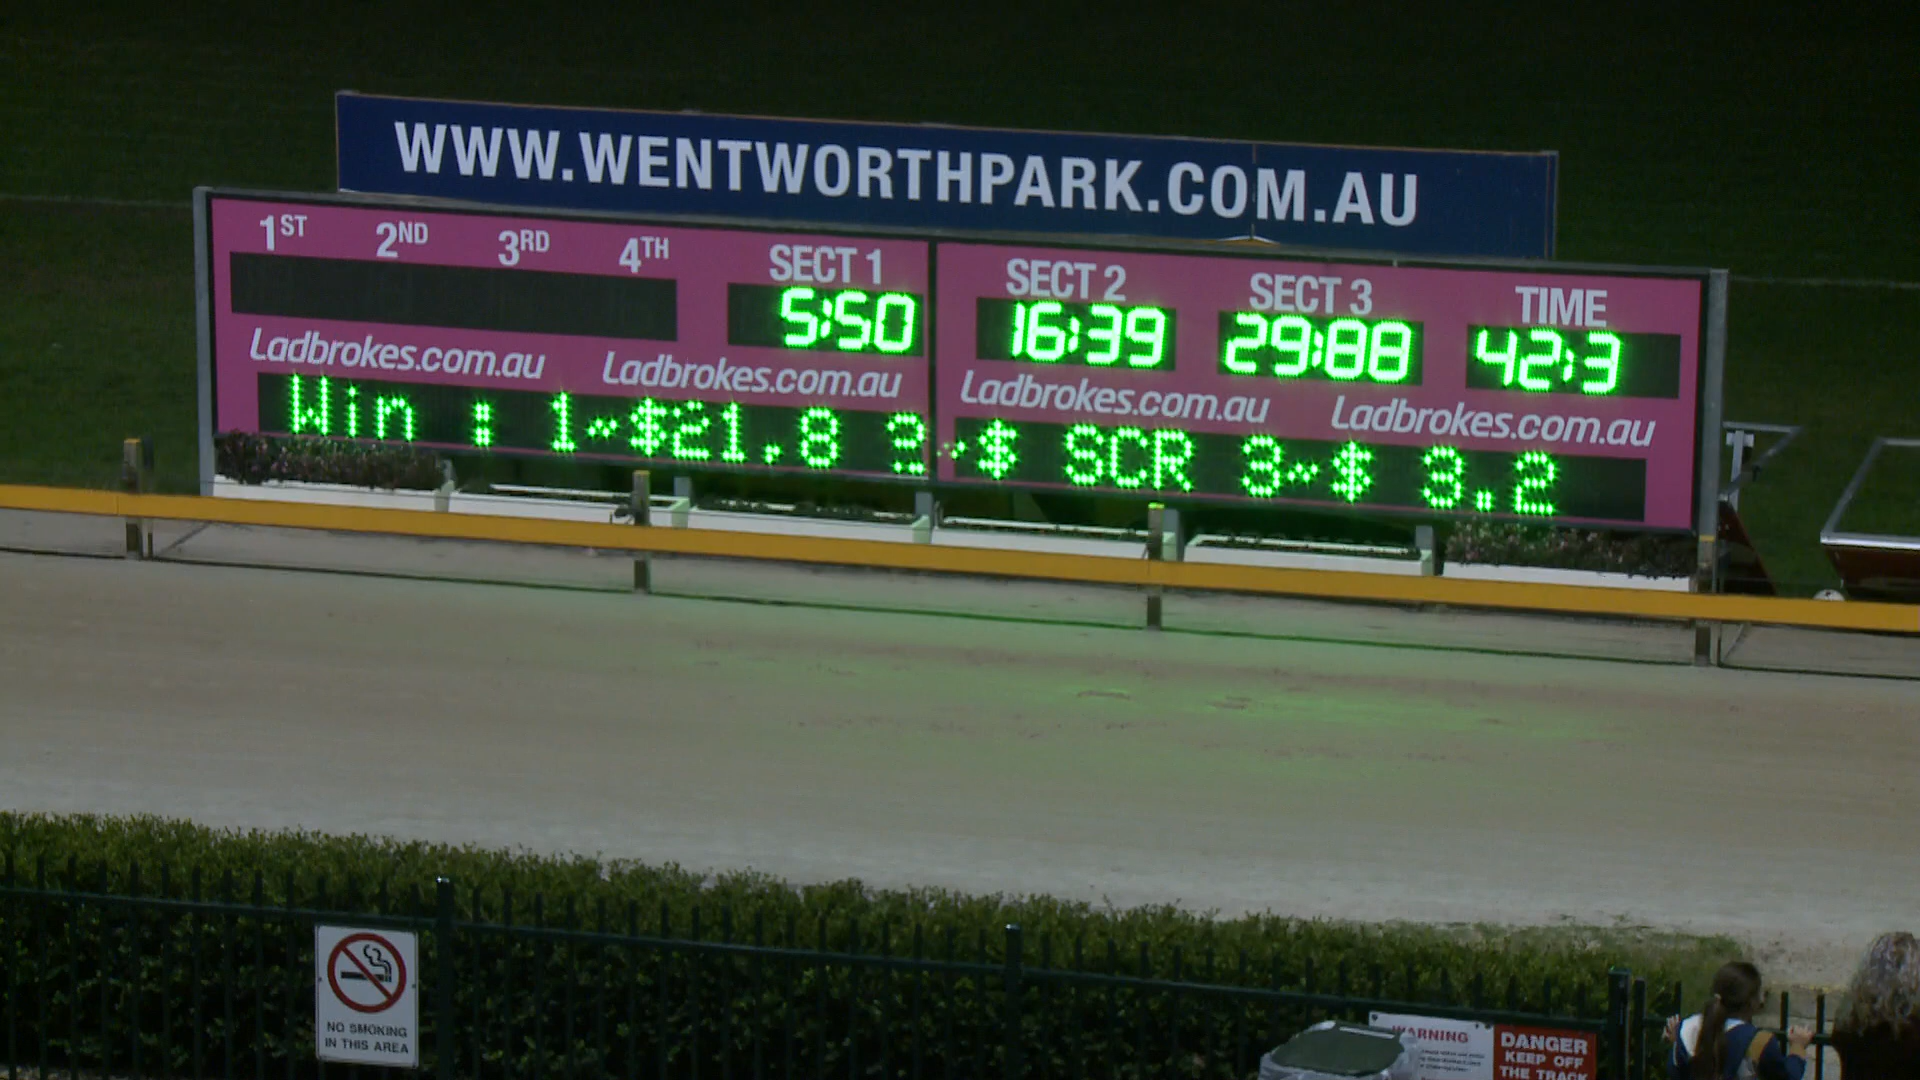 WWW.WENTWORTHPARK.COM.AU
1ST 2ND 3RD 4TH SECT 1 SECT 2 SECT 3 TIME
5:50 16:39 29:88 42:3
Ladbrokes.com.au Ladbrokes.com.au Ladbrokes.com.au Ladbrokes.com.au
Win : 1~$21.8 2~$ SCR 3~$ 3.2
NO SMOKING
IN THIS AREA
WARNING
DANGER
KEEP OFF
THE TRACK